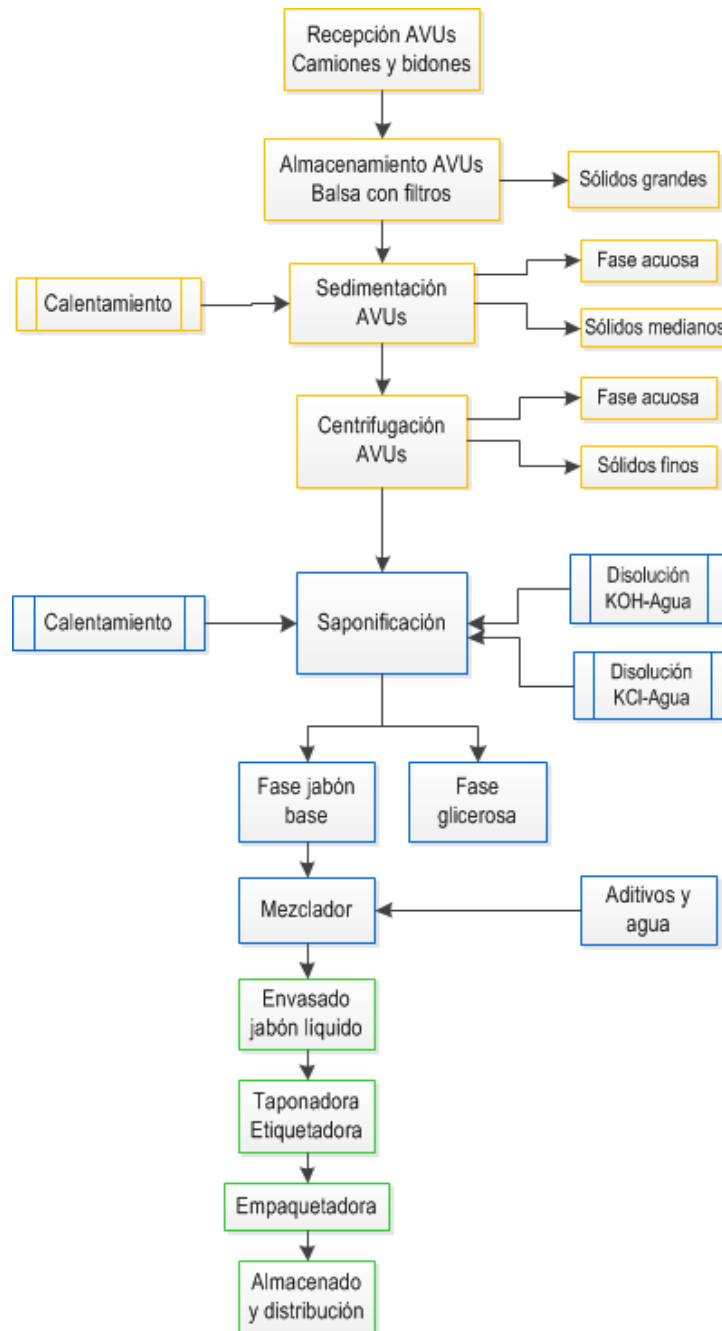 Recepción AVUs
Camiones y bidones
Almacenamiento AVUs
Balsa con filtros
Sólidos grandes
Fase acuosa
Calentamiento
Sedimentación
AVUs
Sólidos medianos
Fase acuosa
Centrifugación
AVUs
Sólidos finos
Disolución
KOH-Agua
Calentamiento
Saponificación
Disolución
KCl-Agua
Fase jabón
base
Fase
glicerosa
Mezclador
Aditivos y
agua
Envasado
jabón líquido
Taponadora
Etiquetadora
Empaquetadora
Almacenado
y distribución